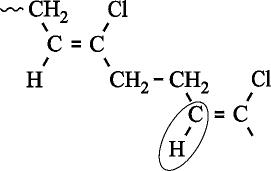 CH2 Cl
C = C
H CH2 – CH2 Cl
C = C
H